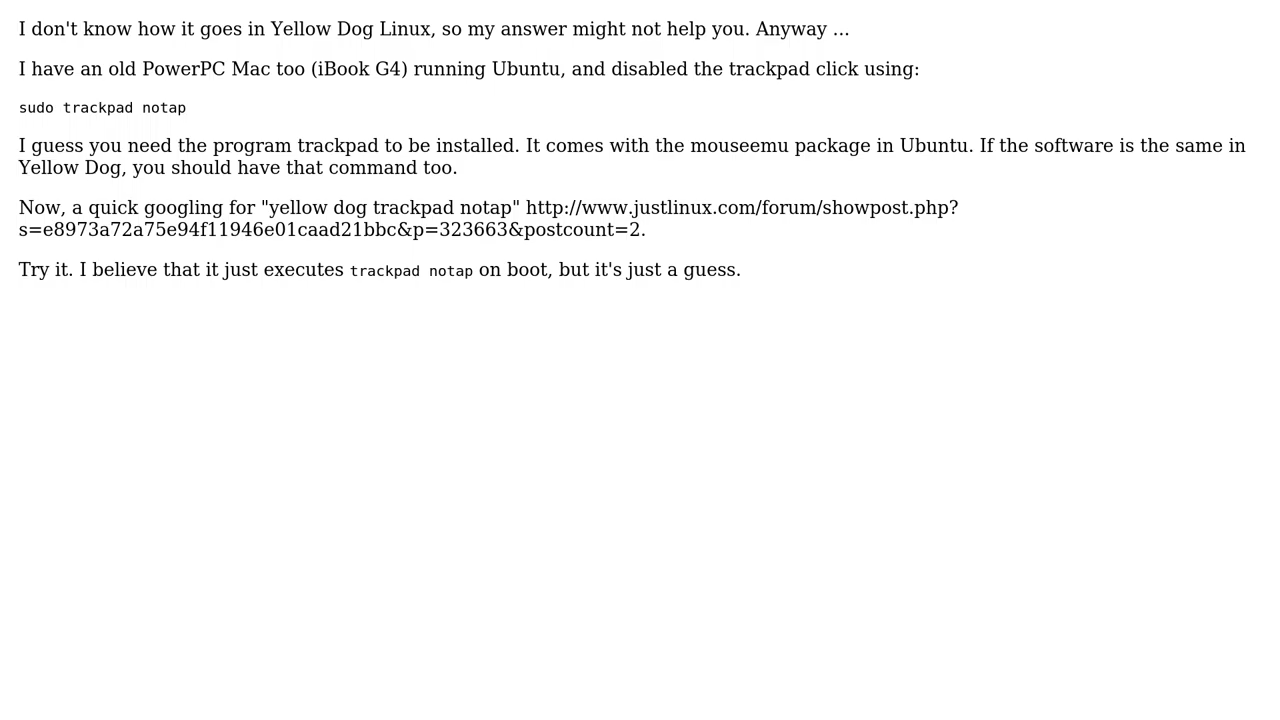 I don't know how it goes in Yellow Dog Linux, so my answer might not help you. Anyway ...
I have an old PowerPC Mac too (iBook G4) running Ubuntu, and disabled the trackpad click using:
sudo trackpad notap
I guess you need the program trackpad to be installed. It comes with the mouseemu package in Ubuntu. If the software is the same in
Yellow Dog, you should have that command too.
Now, a quick googling for "yellow dog trackpad notap" http://www.justlinux.com/forum/showpost.php?
s=e8973a72a75e94f11946e01caad21bbc&p=323663&postcount=2.
Try it. I believe that it just executes trackpad notap on boot, but it's just a guess.